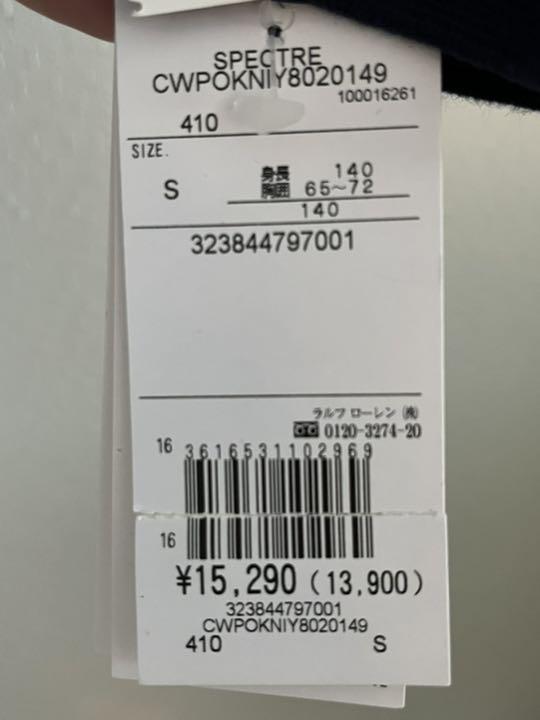 SPECTRE
CWPOKNIY8020149
100016261
410
SIZE.
S
身長 140
胸囲 65~72
140
323844797001
ラルフ ローレン (株)
0120-3274-20
16
3616531102969
16
¥15,290 (13,900)
323844797001
CWPOKNIY8020149
410 S